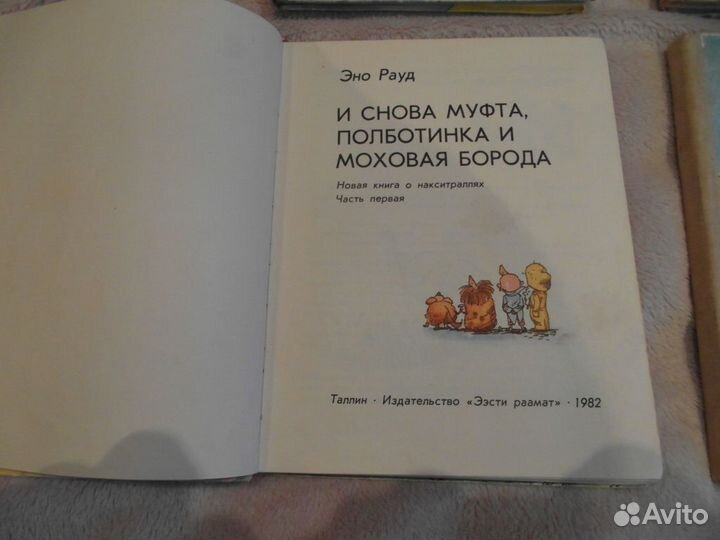 Эно Рауд
И СНОВА МУФТА,
ПОЛБОТИНКА И
МОХОВАЯ БОРОДА
Новая книга о накситраллях
Часть первая
Таллин · Издательство «Ээсти раамат» · 1982
Avito